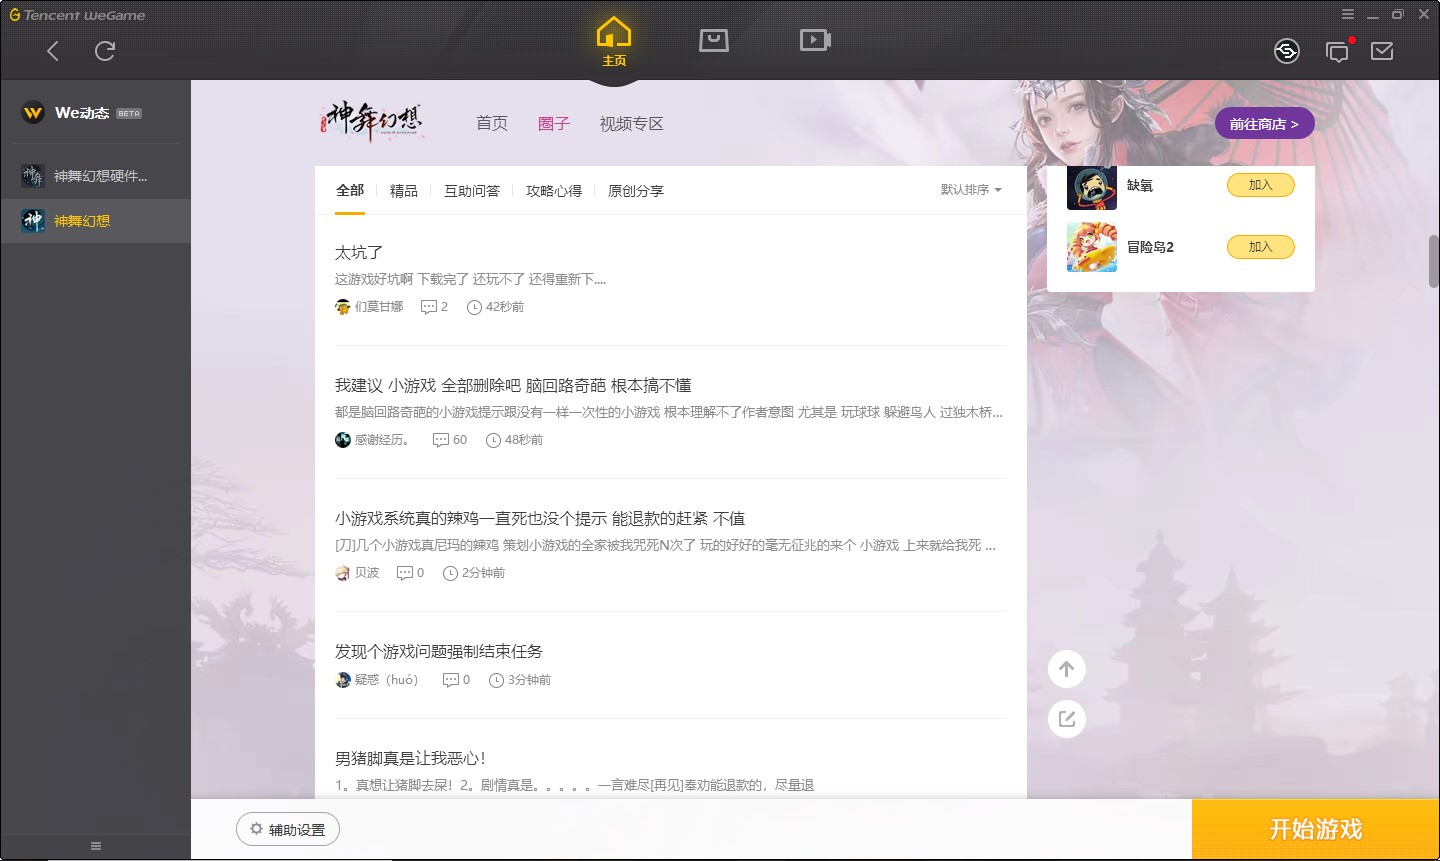 Tencent WeGame
主页
We动态 BETA
神舞幻想硬件...
神舞幻想
神舞幻想
首页 圈子 视频专区
前往商店 >
全部 精品 互助问答 攻略心得 原创分享 默认排序
缺氧 加入
冒险岛2 加入
太坑了
这游戏好坑啊 下载完了 还玩不了 还得重新下....
们莫甘娜 2 42秒前
我建议 小游戏 全部删除吧 脑回路奇葩 根本搞不懂
都是脑回路奇葩的小游戏提示跟没有一样一次性的小游戏 根本理解不了作者意图 尤其是 玩球球 躲避鸟人 过独木桥...
感谢经历。 60 48秒前
小游戏系统真的辣鸡一直死也没个提示 能退款的赶紧 不值
[刀]几个小游戏真尼玛的辣鸡 策划小游戏的全家被我咒死N次了 玩的好好的毫无征兆的来个 小游戏 上来就给我死 ...
贝波 0 2分钟前
发现个游戏问题强制结束任务
疑惑（huó） 0 3分钟前
男猪脚真是让我恶心！
1。真想让猪脚去屎！2。剧情真是。。。。。一言难尽[再见]奉劝能退款的，尽量退
辅助设置
开始游戏